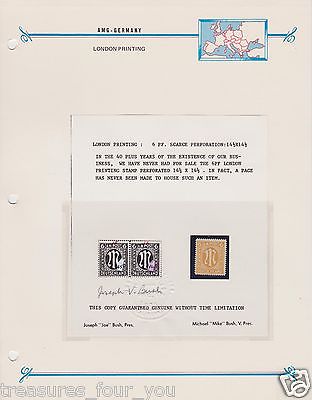 AMG-GERMANY
LONDON PRINTING
LONDON PRINTING : 6 PF. SCARCE PERFORATION:14½X14½
IN THE 40 PLUS YEARS OF THE EXISTENCE OF OUR BUS-
INESS, WE HAVE NEVER HAD FOR SALE THE 6PF LONDON
PRINTING STAMP PERFORATED 14½ X 14½. IN FACT, A PAGE
HAS NEVER BEEN MADE TO HOUSE SUCH AN ITEM.
DEUTSCHLAND DEUTSCHLAND
Joseph V. Bush
THIS COPY GUARANTEED GENUINE WITHOUT TIME LIMITATION
Joseph "Joe" Bush, Pres. Michael "Mike" Bush, V. Pres.
treasures_four_you